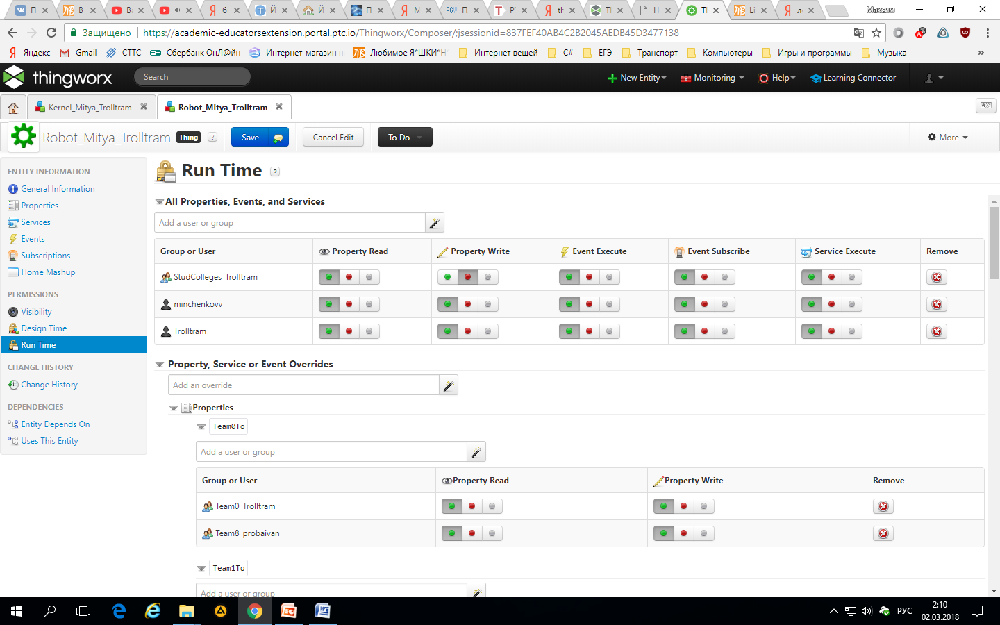 П
В
В
Я б
Й
Й
П
Я М
PGW П
Р
Я th
Tl
Н
Tl
Li
Я л
Максим
Защищено
https://academic-educatorsextension.portal.ptc.io/Thingworx/Composer/;jsessionid=837FEF40AB4C2B2045AEDB45D3477138
Яндекс
Gmail
СТТС
Сбербанк ОнЛ@йн
Интернет-магазин н
Любимое Я*ШКИ*Н
Интернет вещей
C#
ЕГЭ
Транспорт
Компьютеры
Игры и программы
Музыка
»
thingworx
Search
New Entity
Monitoring
Help
Learning Connector
Kernel_Mitya_Trolltram
Robot_Mitya_Trolltram
Robot_Mitya_Trolltram
Thing
?
Save
Cancel Edit
To Do
More
ENTITY INFORMATION
General Information
Properties
Services
Events
Subscriptions
Home Mashup
PERMISSIONS
Visibility
Design Time
Run Time
CHANGE HISTORY
Change History
DEPENDENCIES
Entity Depends On
Uses This Entity
Run Time
?
All Properties, Events, and Services
Add a user or group
Group or User Property Read Property Write Event Execute Event Subscribe Service Execute Remove
StudColleges_Trolltram
minchenkovv
Trolltram
Property, Service or Event Overrides
Add an override
Properties
Team0To
Add a user or group
Group or User Property Read Property Write Remove
Team0_Trolltram
Team8_probaivan
Team1To
Add a user or group
РУС
2:10
02.03.2018